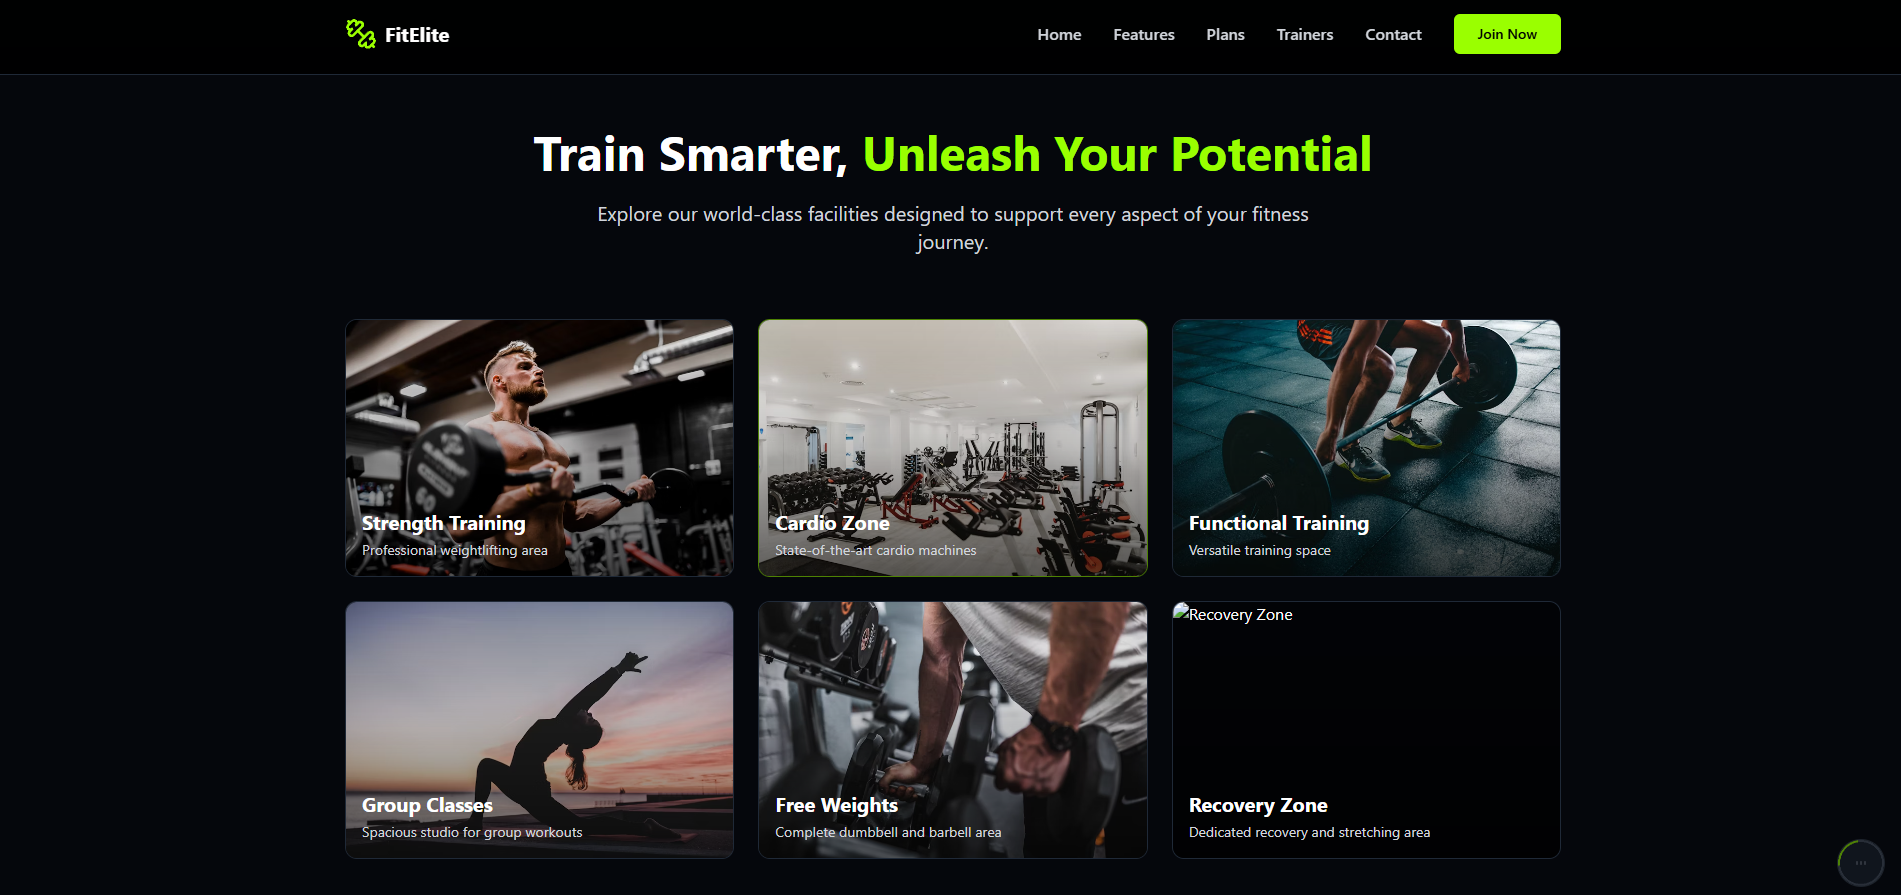 FitElite
Home
Features
Plans
Trainers
Contact
Join Now
Train Smarter, Unleash Your Potential
Explore our world-class facilities designed to support every aspect of your fitness
journey.
Strength Training
Professional weightlifting area
Cardio Zone
State-of-the-art cardio machines
Functional Training
Versatile training space
Group Classes
Spacious studio for group workouts
Free Weights
Complete dumbbell and barbell area
Recovery Zone
Recovery Zone
Dedicated recovery and stretching area